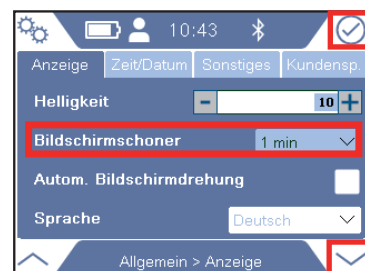 10:43
Anzeige Zeit/Datum Sonstiges Kundensp.
Helligkeit - 10 +
Bildschirmschoner 1 min
Autom. Bildschirmdrehung
Sprache Deutsch
Allgemein > Anzeige